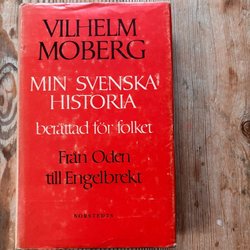 VILHELM
MOBERG
MIN SVENSKA
HISTORIA
berättad för folket
Från Oden
till Engelbrekt
NORSTEDTS